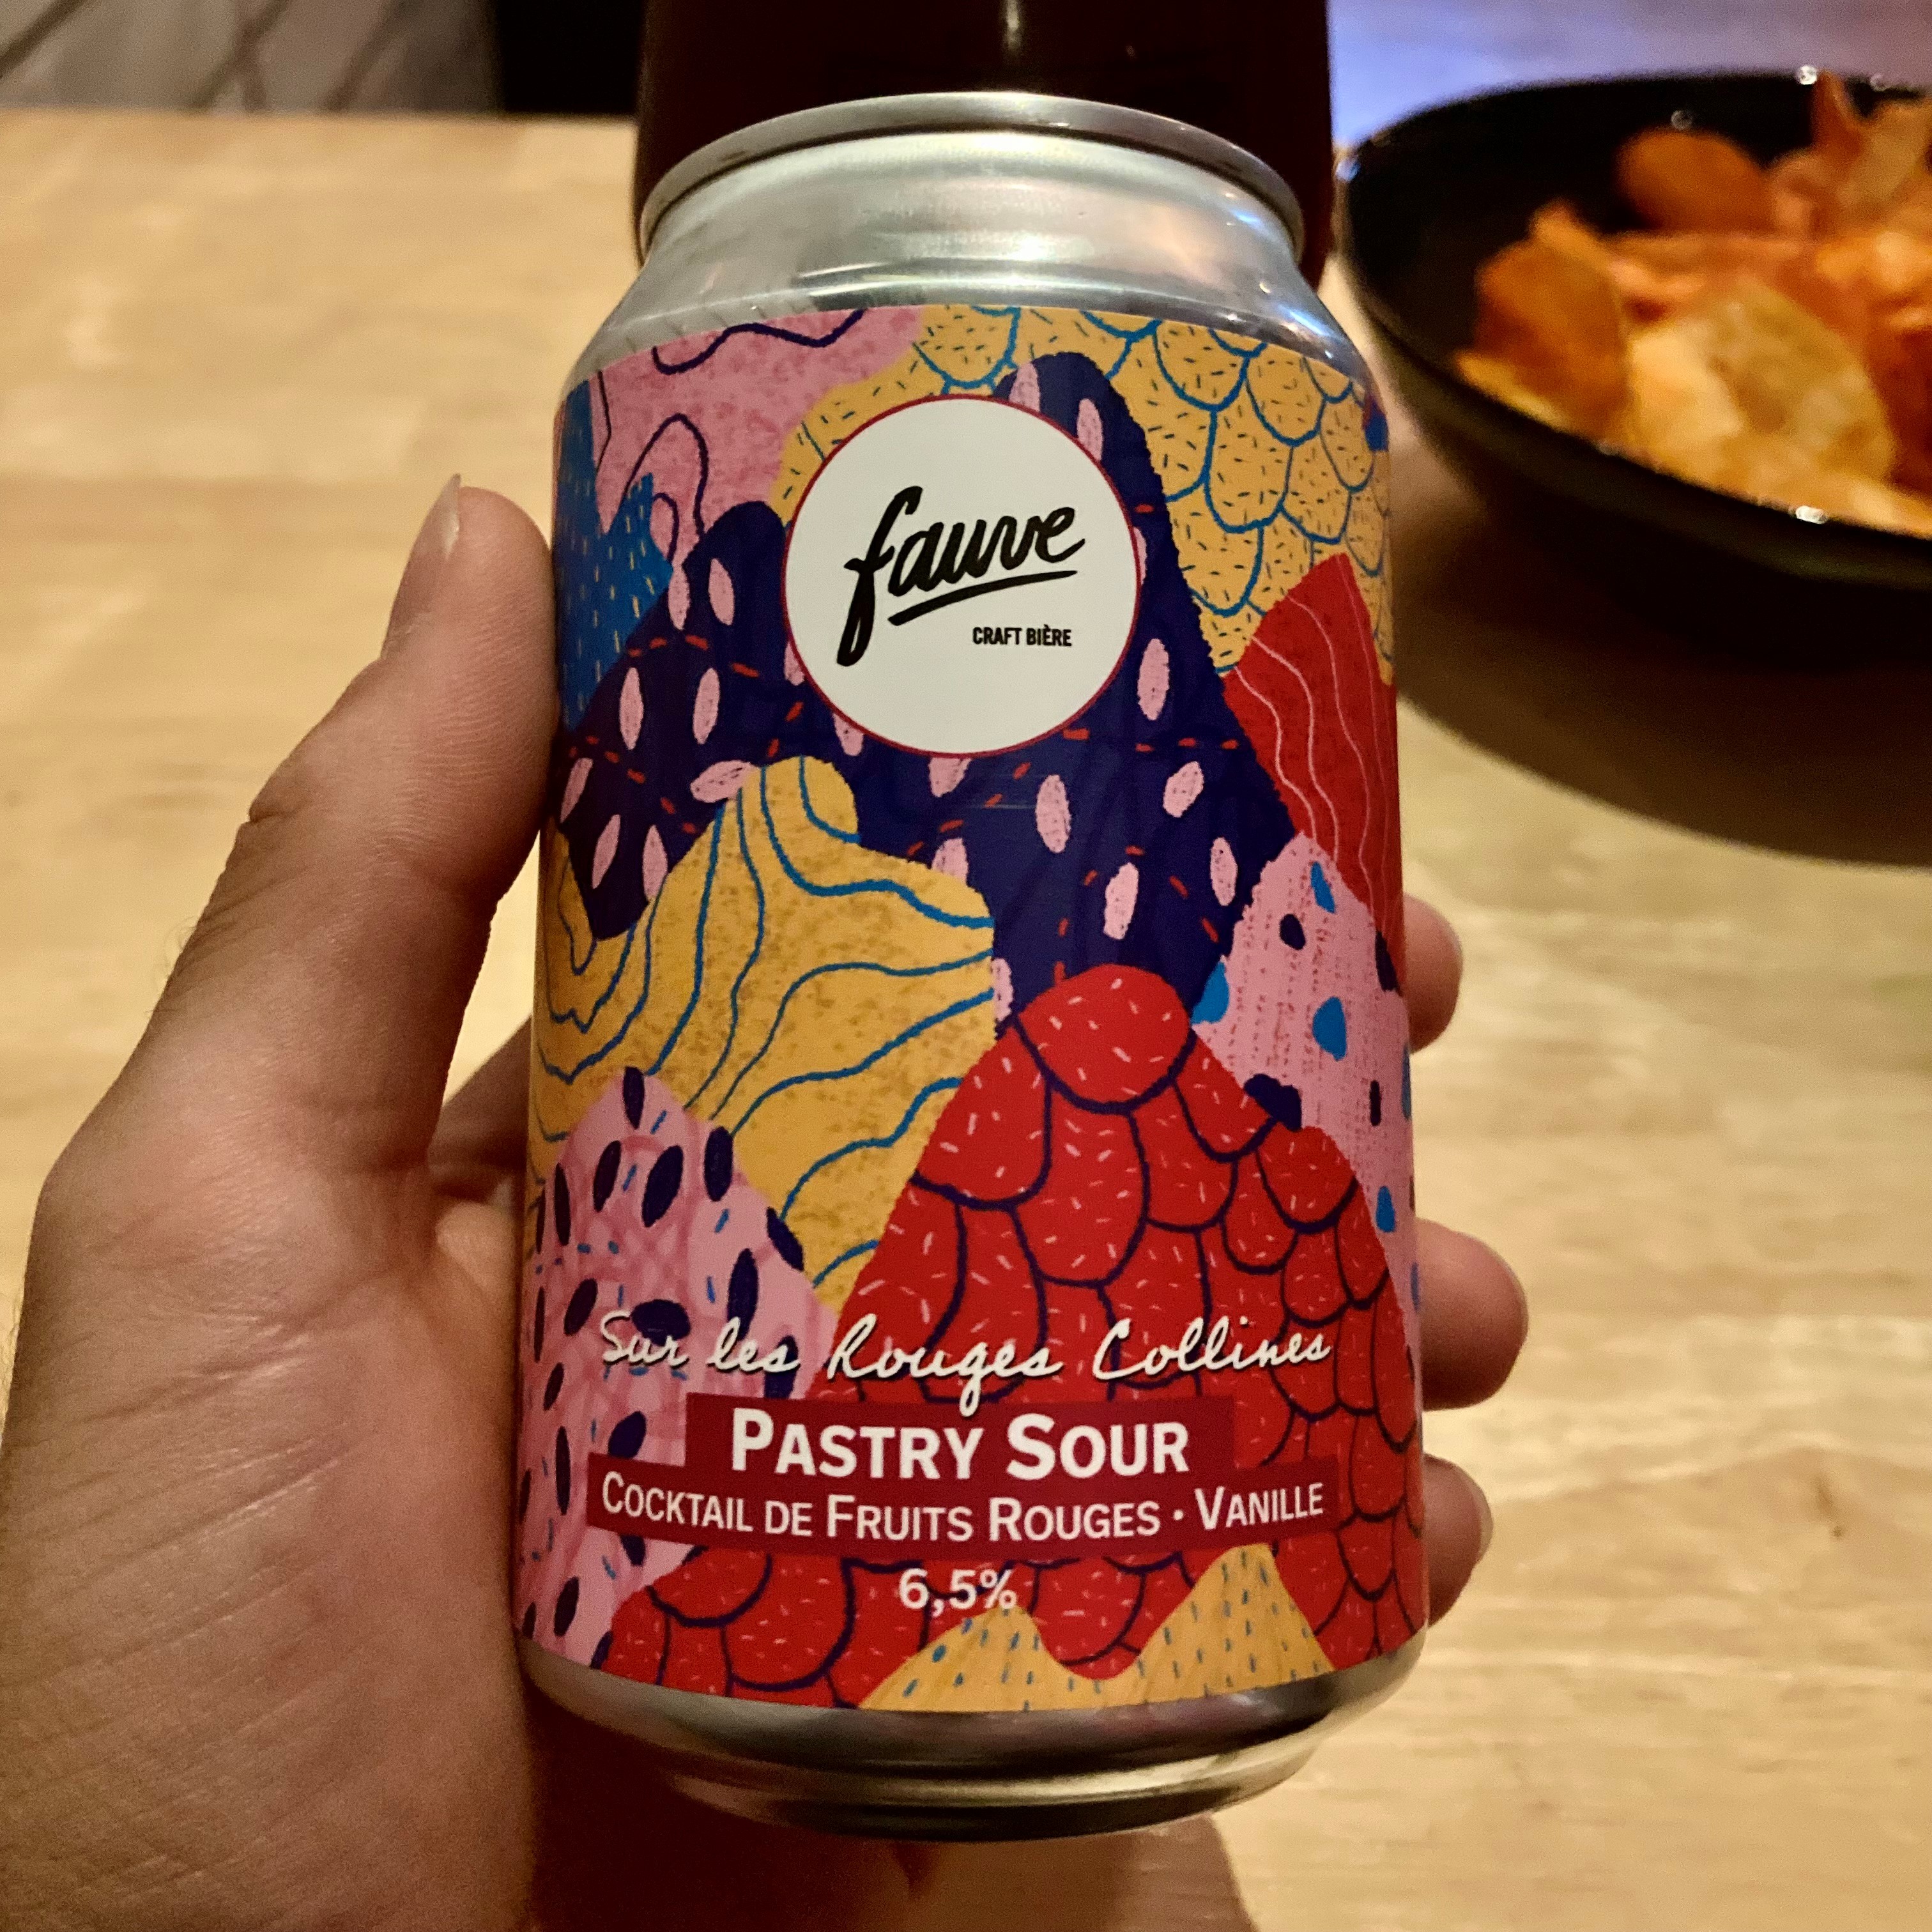 fauve
CRAFT BIÈRE
Sur les Rouges Collines
PASTRY SOUR
COCKTAIL DE FRUITS ROUGES • VANILLE
6,5%